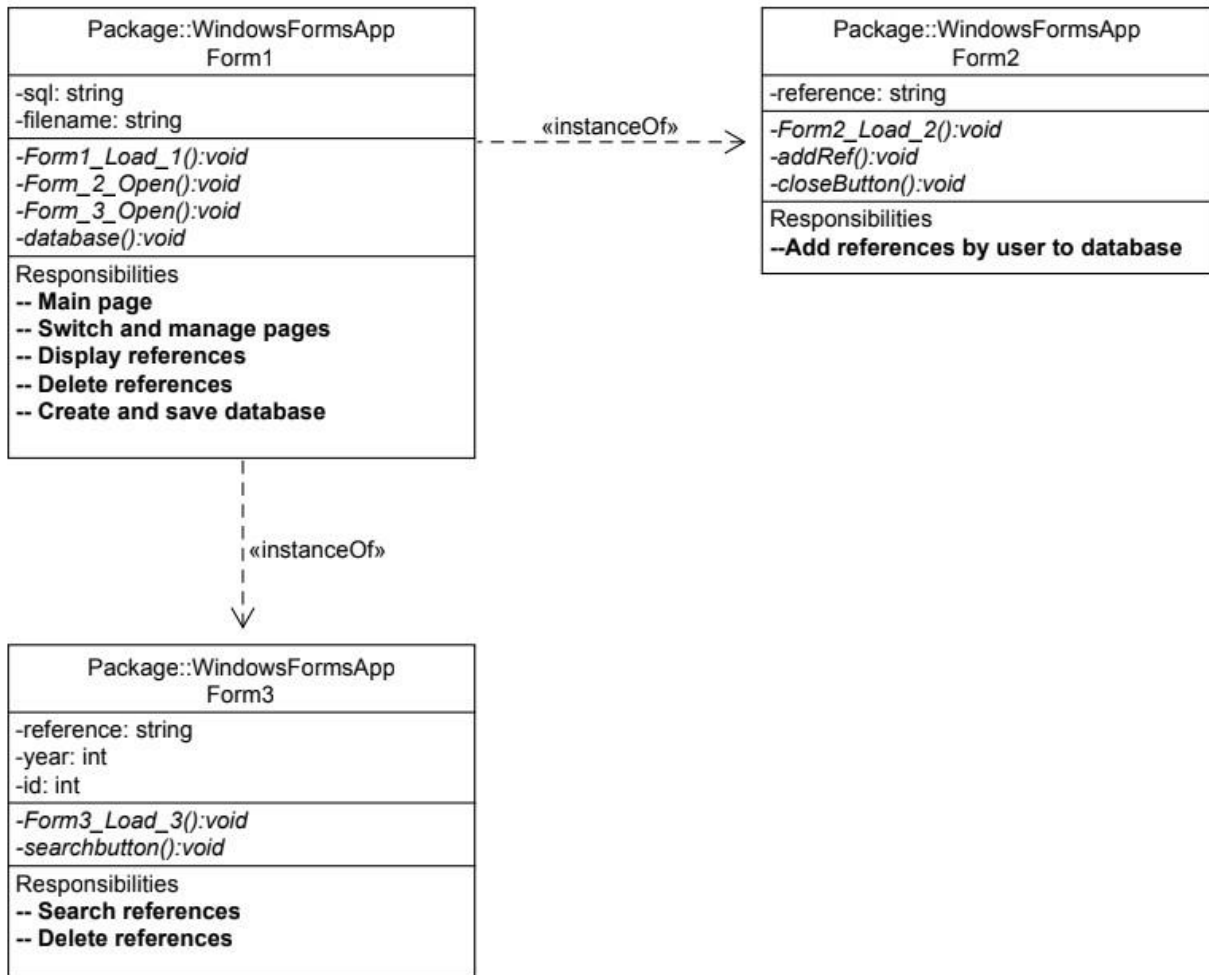 Package::WindowsFormsApp
Form1
-sql: string
-filename: string
-Form1_Load_1():void
-Form_2_Open():void
-Form_3_Open():void
-database():void
Responsibilities
-- Main page
-- Switch and manage pages
-- Display references
-- Delete references
-- Create and save database
«instanceOf»
Package::WindowsFormsApp
Form2
-reference: string
-Form2_Load_2():void
-addRef():void
-closeButton():void
Responsibilities
--Add references by user to database
«instanceOf»
Package::WindowsFormsApp
Form3
-reference: string
-year: int
-id: int
-Form3_Load_3():void
-searchbutton():void
Responsibilities
-- Search references
-- Delete references